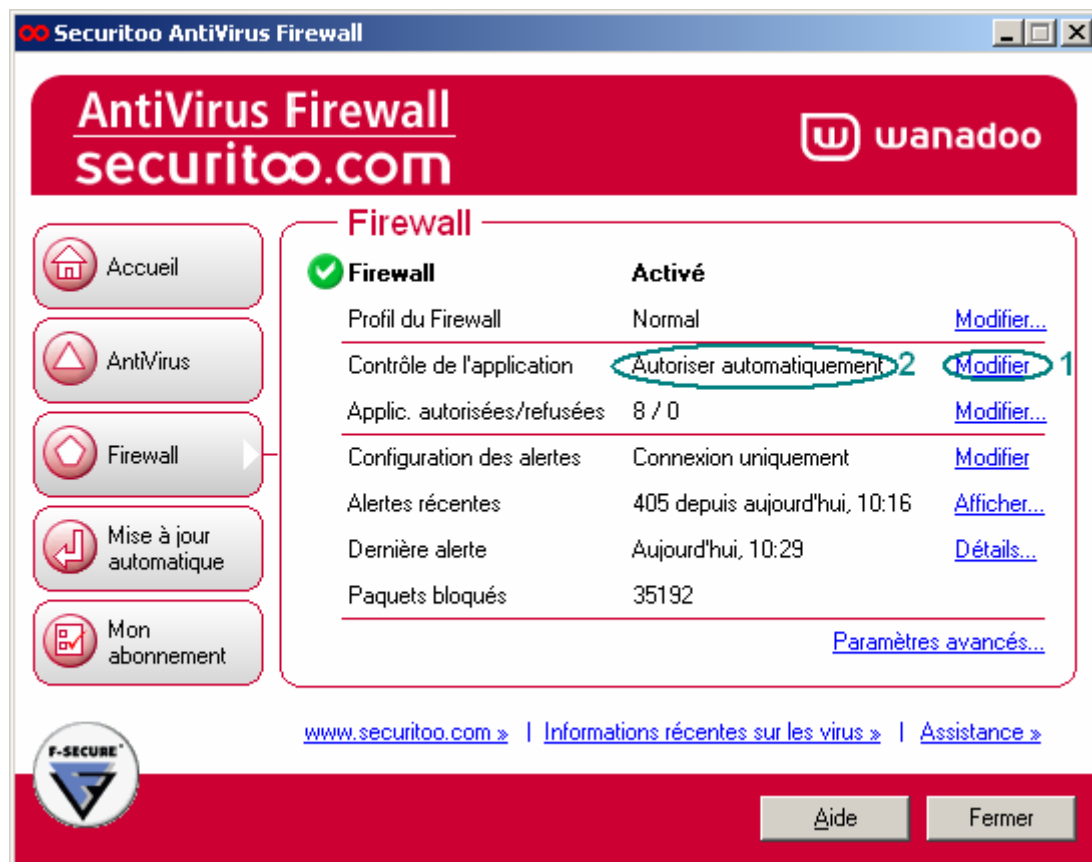 Securitoo AntiVirus Firewall
AntiVirus Firewall
securitoo.com
wanadoo
Accueil
AntiVirus
Firewall
Mise à jour
automatique
Mon
abonnement
Firewall
Firewall Activé
Profil du Firewall Normal Modifier...
Contrôle de l'application Autoriser automatiquement 2 Modifier 1
Applic. autorisées/refusées 8 / 0 Modifier...
Configuration des alertes Connexion uniquement Modifier
Alertes récentes 405 depuis aujourd'hui, 10:16 Afficher...
Dernière alerte Aujourd'hui, 10:29 Détails...
Paquets bloqués 35192
Paramètres avancés...
www.securitoo.com » | Informations récentes sur les virus » | Assistance »
F-SECURE
Aide Fermer